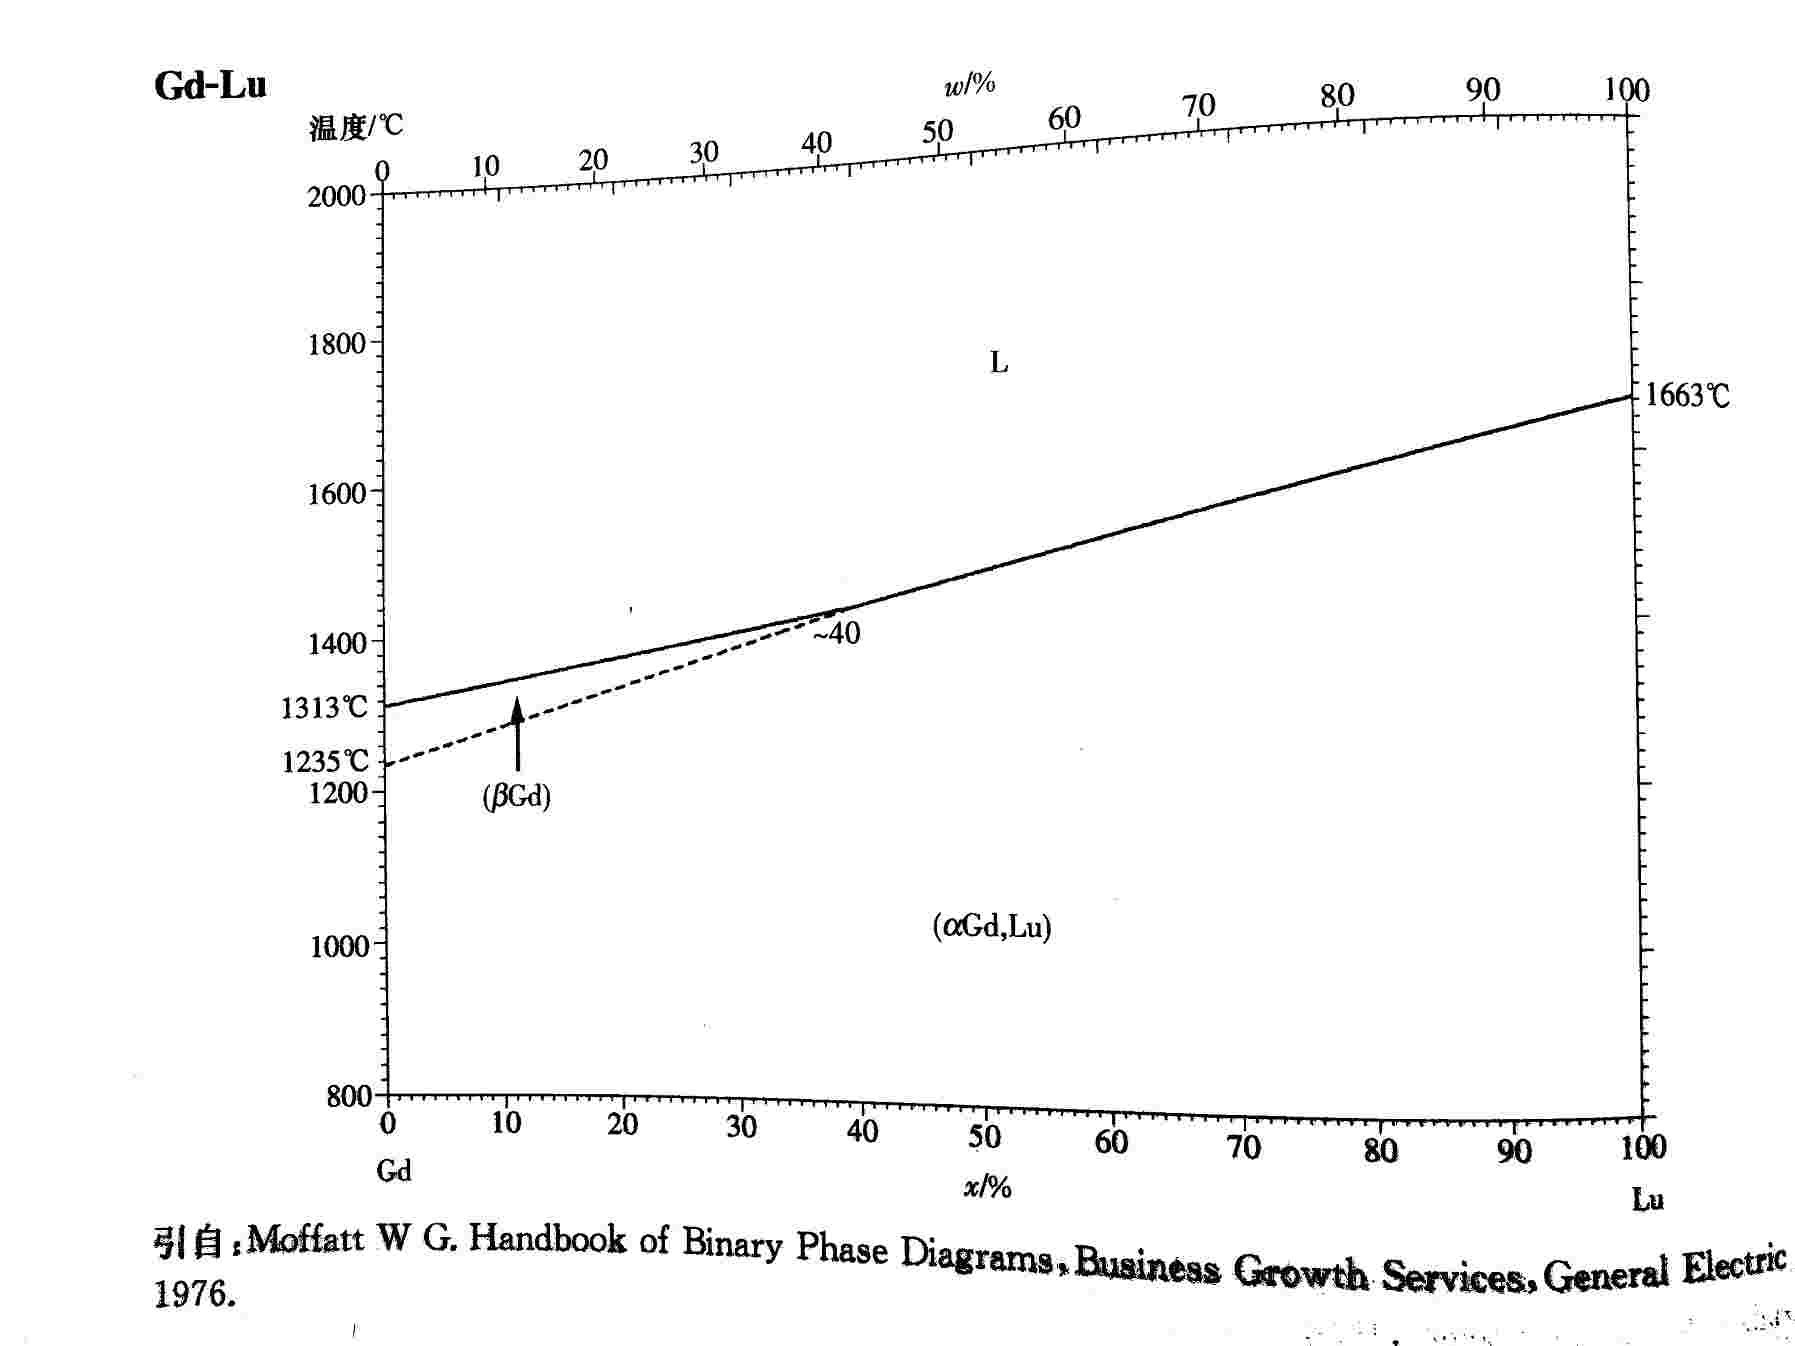 Gd-Lu
w/%
温度/℃
0 10 20 30 40 50 60 70 80 90 100
2000
1800
L
1663℃
1600
1400
~40
1313℃
1235℃
1200
(βGd)
(αGd,Lu)
1000
800
0 10 20 30 40 50 60 70 80 90 100
Gd
x/%
Lu
引自:Moffatt W G. Handbook of Binary Phase Diagrams, Business Growth Services, General Electric
1976.